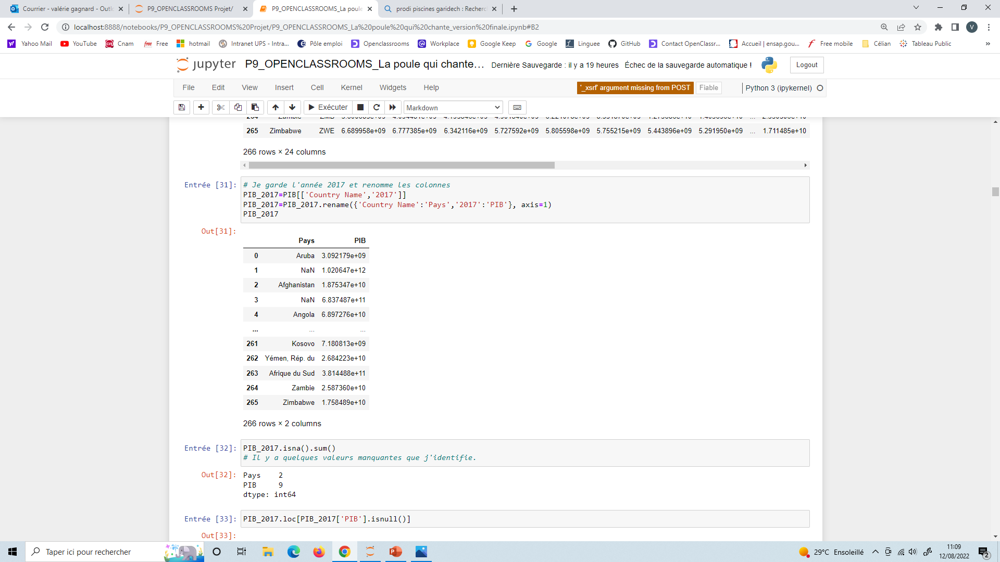 Courrier - valérie gagnard - Outl
P9_OPENCLASSROOMS Projet/
P9_OPENCLASSROOMS_La poule
prodi piscines garidech : Recherc
localhost:8888/notebooks/P9_OPENCLASSROOMS%20Projet/P9_OPENCLASSROOMS_La%20poule%20qui%20chante_version%20finale.ipynb#B2
V
Yahoo Mail YouTube Cnam Free hotmail Intranet UPS - Intra... Pôle emploi Openclassrooms Workplace Google Keep Google Linguee GitHub Contact OpenClassr... Accueil | ensap.gou... Free mobile Célian Tableau Public »
jupyter P9_OPENCLASSROOMS_La poule qui chante… Dernière Sauvegarde : il y a 19 heures Échec de la sauvegarde automatique ! Logout
File Edit View Insert Cell Kernel Widgets Help '_xsrf' argument missing from POST Fiable Python 3 (ipykernel)
Exécuter Markdown
265 Zimbabwe ZWE 6.689958e+09 6.777385e+09 6.342116e+09 5.727592e+09 5.805598e+09 5.755215e+09 5.443896e+09 5.291950e+09 ... 1.711485e+10
266 rows × 24 columns
Entrée [31]: # Je garde l'année 2017 et renomme les colonnes
PIB_2017=PIB[['Country Name','2017']]
PIB_2017=PIB_2017.rename({'Country Name':'Pays','2017':'PIB'}, axis=1)
PIB_2017
Out[31]:
Pays PIB
0 Aruba 3.092179e+09
1 NaN 1.020647e+12
2 Afghanistan 1.875347e+10
3 NaN 6.837487e+11
4 Angola 6.897276e+10
... ... ...
261 Kosovo 7.180813e+09
262 Yémen, Rép. du 2.684223e+10
263 Afrique du Sud 3.814488e+11
264 Zambie 2.587360e+10
265 Zimbabwe 1.758489e+10
266 rows × 2 columns
Entrée [32]: PIB_2017.isna().sum()
# Il y a quelques valeurs manquantes que j'identifie.
Out[32]: Pays 2
PIB 9
dtype: int64
Entrée [33]: PIB_2017.loc[PIB_2017['PIB'].isnull()]
Out[33]:
Taper ici pour rechercher
29°C Ensoleillé
11:09
12/08/2022
2